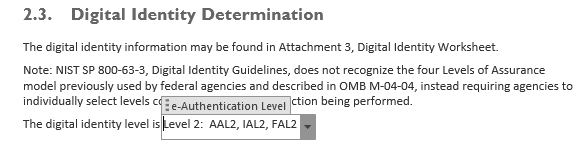 2.3. Digital Identity Determination
The digital identity information may be found in Attachment 3, Digital Identity Worksheet.
Note: NIST SP 800-63-3, Digital Identity Guidelines, does not recognize the four Levels of Assurance
model previously used by federal agencies and described in OMB M-04-04, instead requiring agencies to
individually select levels e-Authentication Level ction being performed.
The digital identity level is Level 2: AAL2, IAL2, FAL2